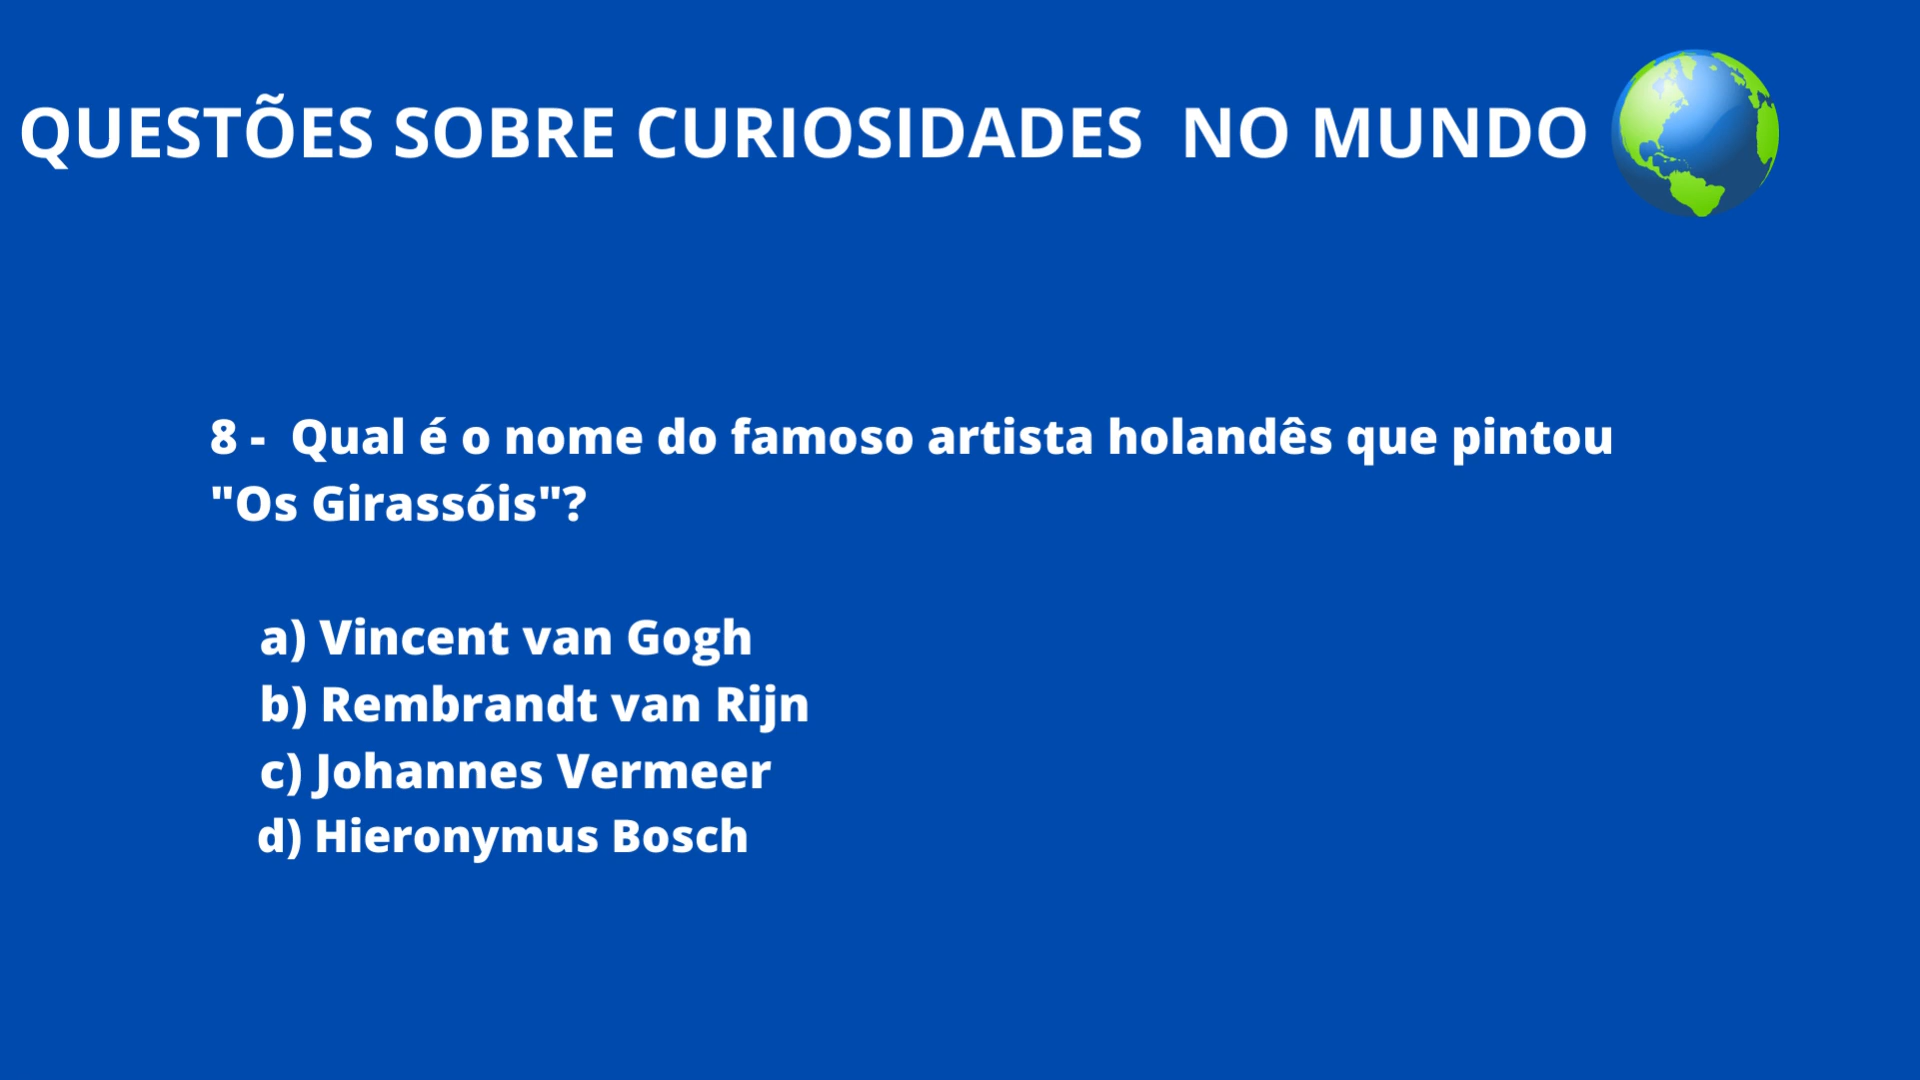 QUESTÕES SOBRE CURIOSIDADES  NO MUNDO
8 -  Qual é o nome do famoso artista holandês que pintou
"Os Girassóis"?
a) Vincent van Gogh
b) Rembrandt van Rijn
c) Johannes Vermeer
d) Hieronymus Bosch